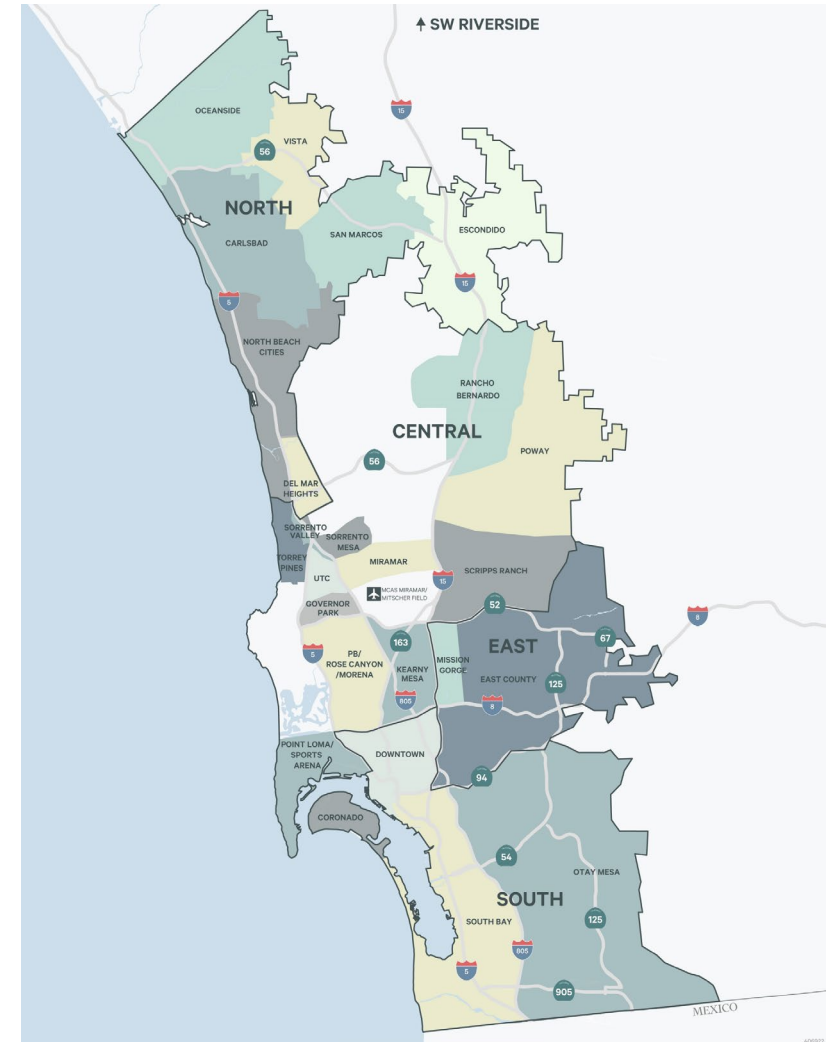 SW RIVERSIDE
15
OCEANSIDE
VISTA
56
NORTH
ESCONDIDO
SAN MARCOS
CARLSBAD
15
5
NORTH BEACH
CITIES
RANCHO
BERNARDO
CENTRAL
POWAY
56
DEL MAR
HEIGHTS
SORRENTO
VALLEY
SORRENTO
MESA
TORREY
PINES
MIRAMAR
SCRIPPS RANCH
UTC
15
MCAS MIRAMAR/
MITSCHER FIELD
GOVERNOR
PARK
52
8
67
163
EAST
5
PB/
ROSE CANYON
/MORENA
KEARNY
MESA
MISSION
GORGE
EAST COUNTY
125
805
8
POINT LOMA/
SPORTS
ARENA
DOWNTOWN
94
CORONADO
54
OTAY MESA
SOUTH
SOUTH BAY
125
805
5
905
MEXICO